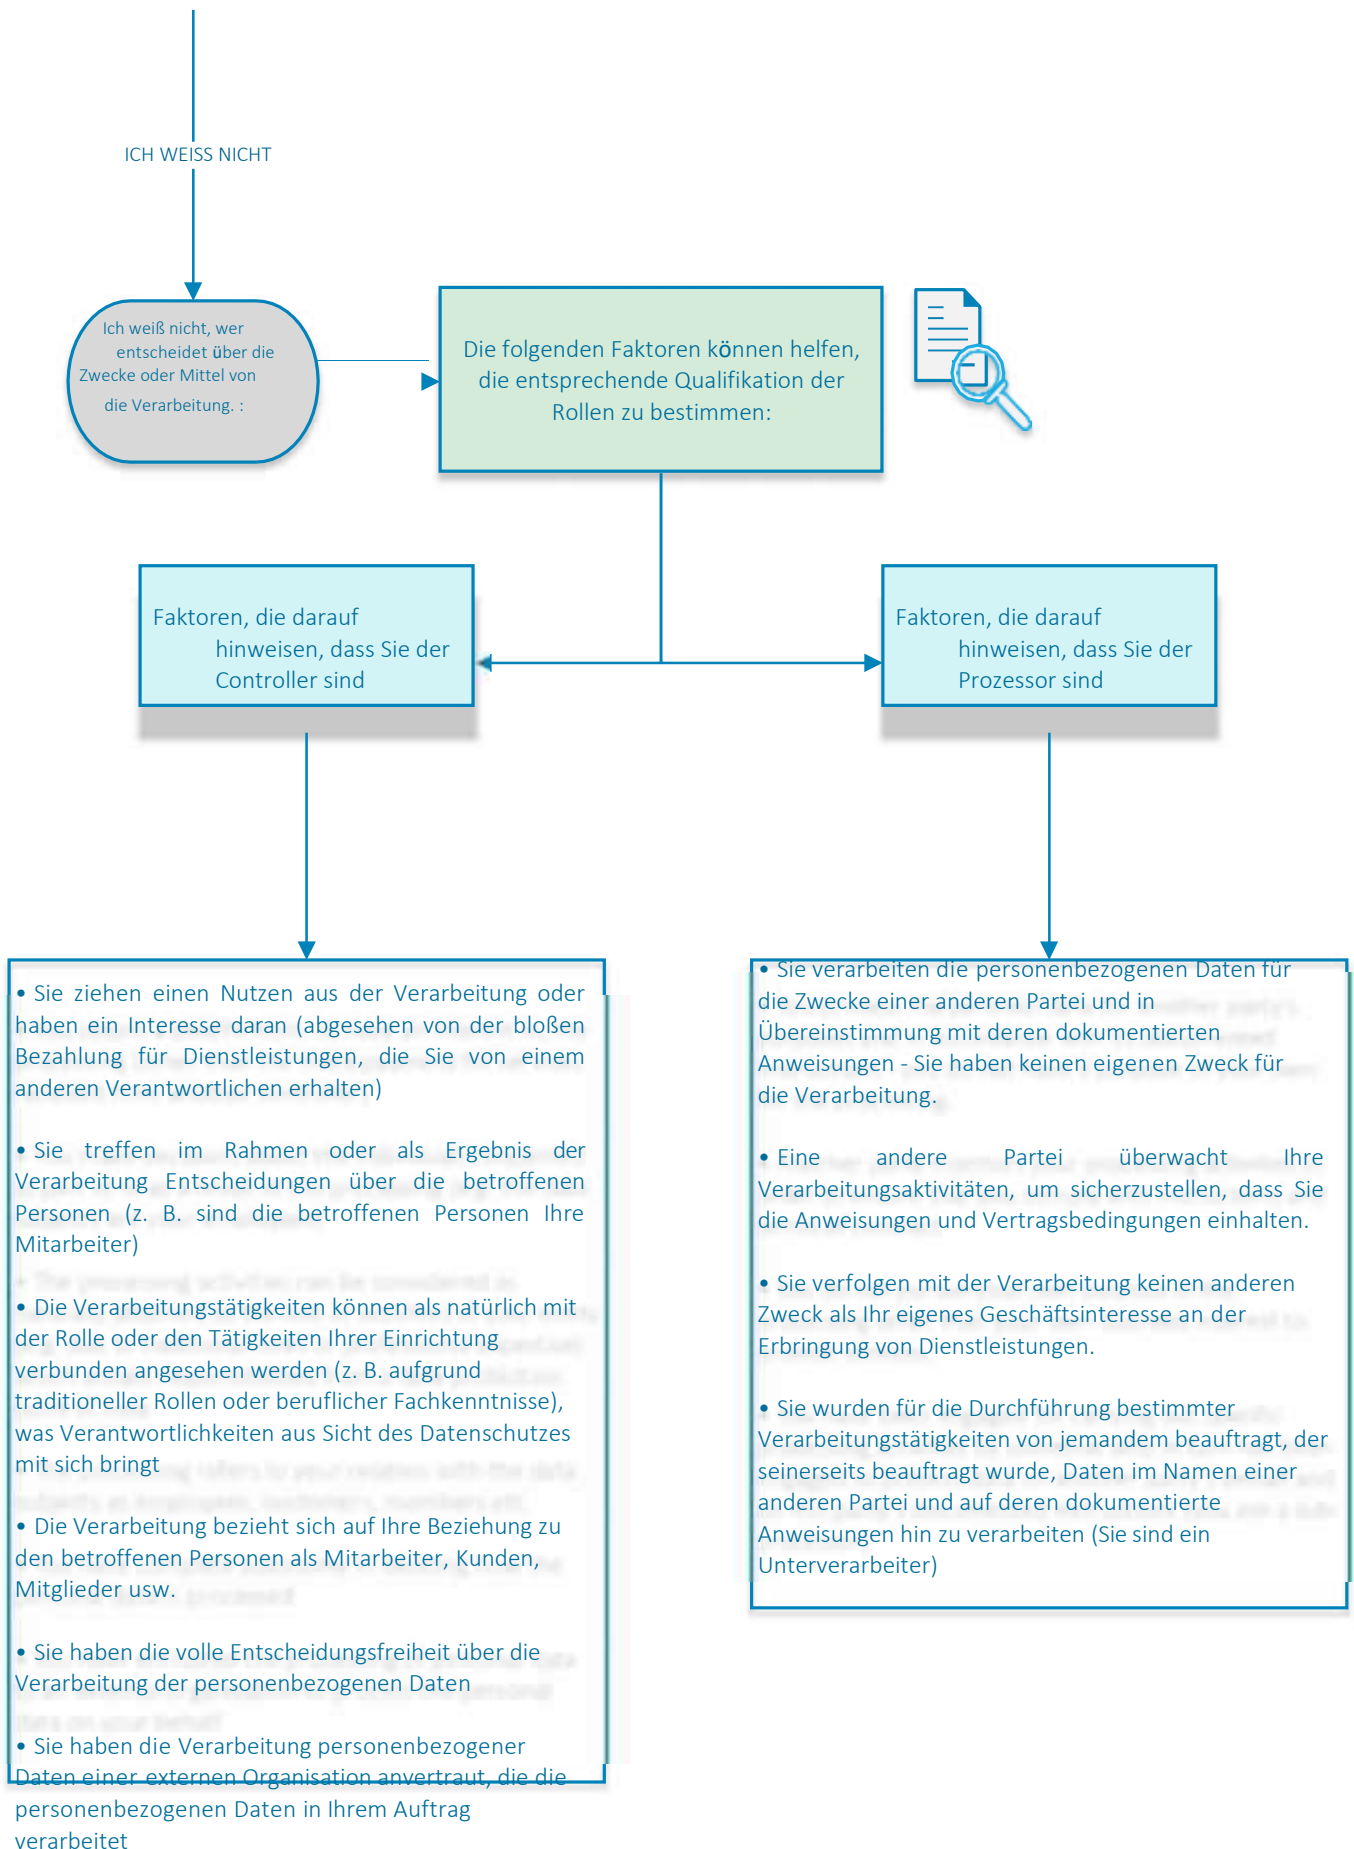 ICH WEISS NICHT
Ich weiß nicht, wer
entscheidet über die
Zwecke oder Mittel von
die Verarbeitung. :
Die folgenden Faktoren können helfen,
die entsprechende Qualifikation der
Rollen zu bestimmen:
Faktoren, die darauf
hinweisen, dass Sie der
Controller sind
Faktoren, die darauf
hinweisen, dass Sie der
Prozessor sind
• Sie ziehen einen Nutzen aus der Verarbeitung oder
haben ein Interesse daran (abgesehen von der bloßen
Bezahlung für Dienstleistungen, die Sie von einem
anderen Verantwortlichen erhalten)
• Sie treffen im Rahmen oder als Ergebnis der
Verarbeitung Entscheidungen über die betroffenen
Personen (z. B. sind die betroffenen Personen Ihre
Mitarbeiter)
• Die Verarbeitungstätigkeiten können als natürlich mit
der Rolle oder den Tätigkeiten Ihrer Einrichtung
verbunden angesehen werden (z. B. aufgrund
traditioneller Rollen oder beruflicher Fachkenntnisse),
was Verantwortlichkeiten aus Sicht des Datenschutzes
mit sich bringt
• Die Verarbeitung bezieht sich auf Ihre Beziehung zu
den betroffenen Personen als Mitarbeiter, Kunden,
Mitglieder usw.
• Sie haben die volle Entscheidungsfreiheit über die
Verarbeitung der personenbezogenen Daten
• Sie haben die Verarbeitung personenbezogener
Daten einer externen Organisation anvertraut, die die
personenbezogenen Daten in Ihrem Auftrag
verarbeitet
• Sie verarbeiten die personenbezogenen Daten für
die Zwecke einer anderen Partei und in
Übereinstimmung mit deren dokumentierten
Anweisungen - Sie haben keinen eigenen Zweck für
die Verarbeitung.
• Eine andere Partei überwacht Ihre
Verarbeitungsaktivitäten, um sicherzustellen, dass Sie
die Anweisungen und Vertragsbedingungen einhalten.
• Sie verfolgen mit der Verarbeitung keinen anderen
Zweck als Ihr eigenes Geschäftsinteresse an der
Erbringung von Dienstleistungen.
• Sie wurden für die Durchführung bestimmter
Verarbeitungstätigkeiten von jemandem beauftragt, der
seinerseits beauftragt wurde, Daten im Namen einer
anderen Partei und auf deren dokumentierte
Anweisungen hin zu verarbeiten (Sie sind ein
Unterverarbeiter)